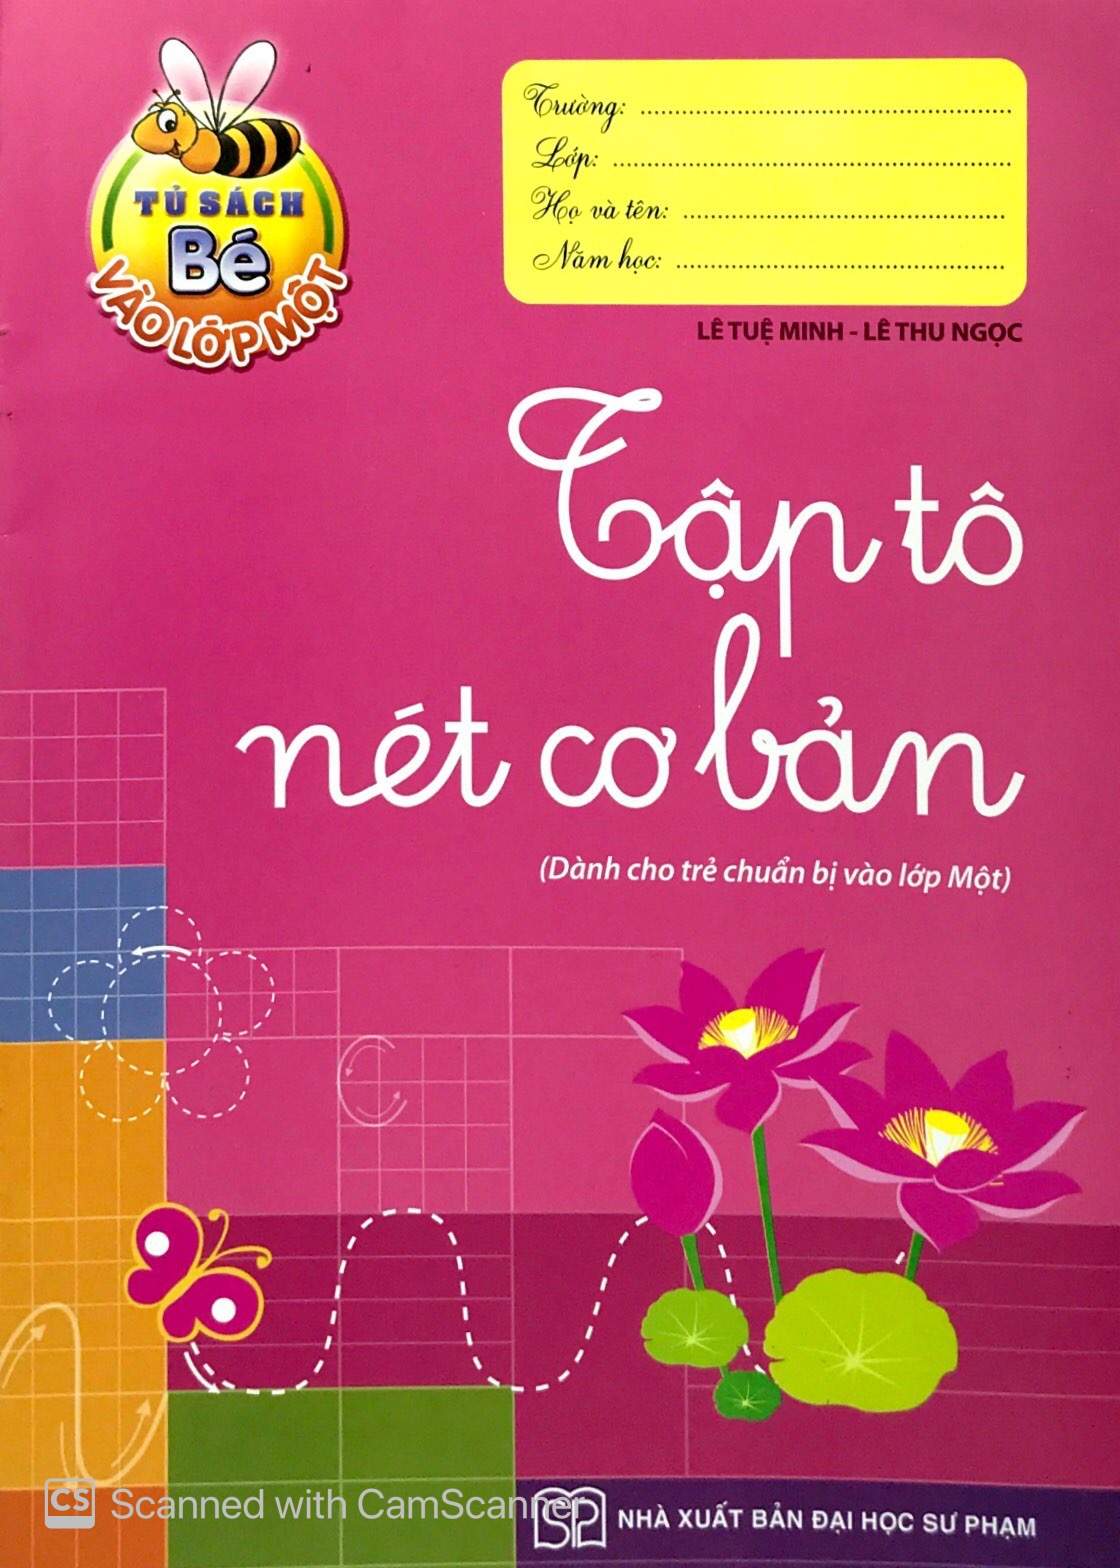 TỦ SÁCH
Bé
VÀO LỚP MỘT
Trường: ..........
Lớp: ..........
Họ và tên: ..........
Năm học: ..........
LÊ TUỆ MINH - LÊ THU NGỌC
Tập tô
nét cơ bản
(Dành cho trẻ chuẩn bị vào lớp Một)
CS Scanned with CamScanner
SP NHÀ XUẤT BẢN ĐẠI HỌC SƯ PHẠM